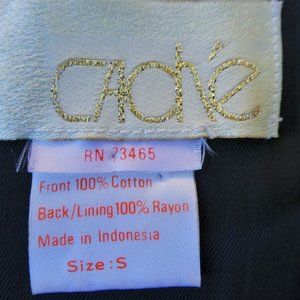 Caché
RN 73465
Front 100% Cotton
Back/Lining 100% Rayon
Made in Indonesia
Size: S